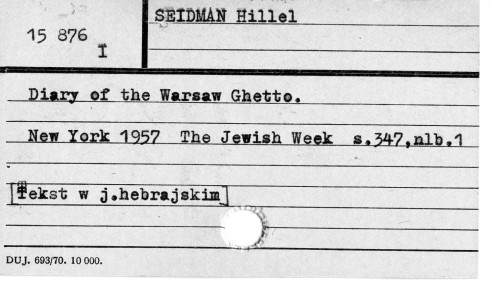 SEIDMAN Hillel
15 876
I
Diary of the Warsaw Ghetto.
New York 1957 The Jewish Week s.347,nlb.1
[Tekst w j.hebrajskim]
DUJ. 693/70. 10 000.